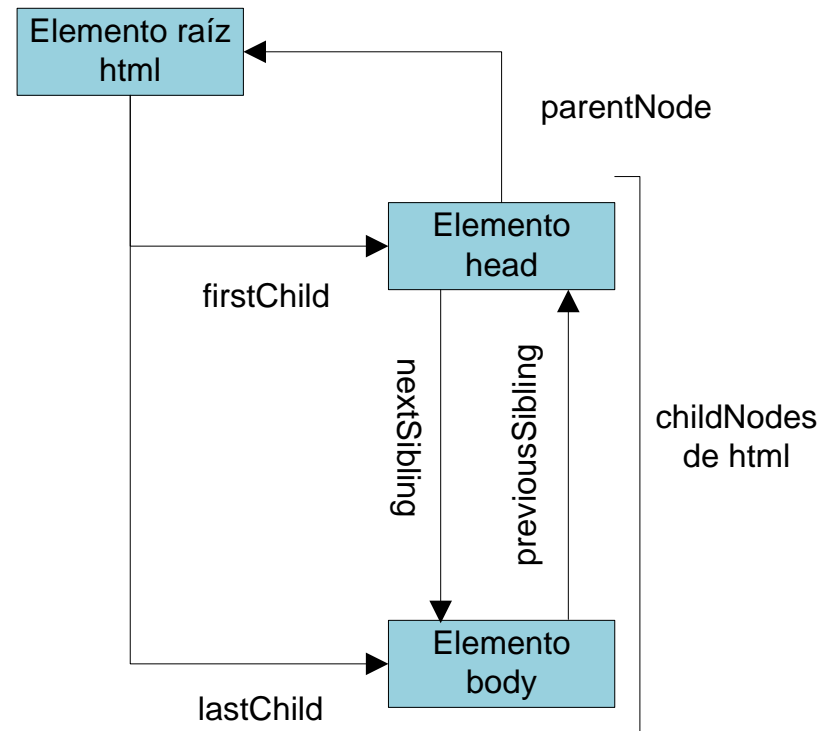 Elemento raíz
html
parentNode
Elemento
head
firstChild
nextSibling
previousSibling
childNodes
de html
Elemento
body
lastChild